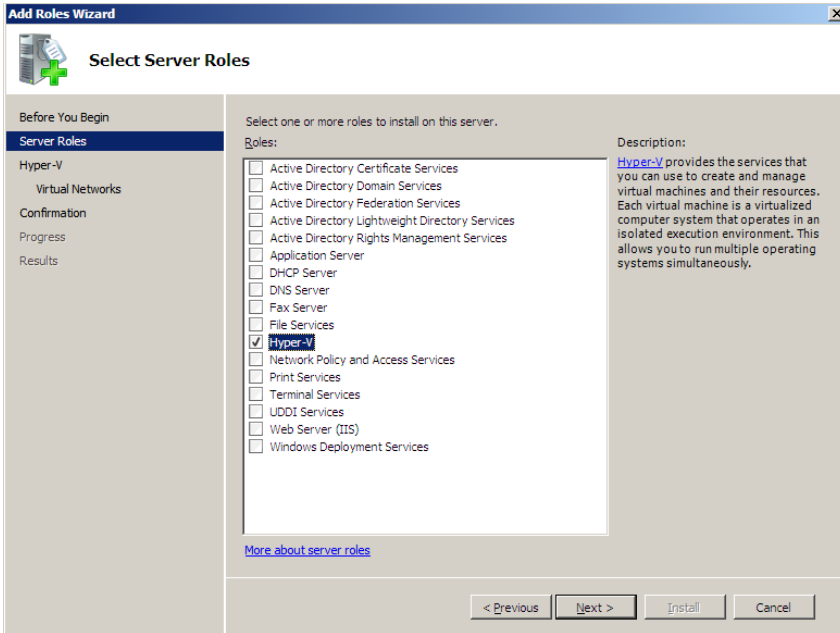 Add Roles Wizard
Select Server Roles
Before You Begin
Server Roles
Hyper-V
Virtual Networks
Confirmation
Progress
Results
Select one or more roles to install on this server.
Roles:
Active Directory Certificate Services
Active Directory Domain Services
Active Directory Federation Services
Active Directory Lightweight Directory Services
Active Directory Rights Management Services
Application Server
DHCP Server
DNS Server
Fax Server
File Services
Hyper-V
Network Policy and Access Services
Print Services
Terminal Services
UDDI Services
Web Server (IIS)
Windows Deployment Services
More about server roles
Description:
Hyper-V provides the services that
you can use to create and manage
virtual machines and their resources.
Each virtual machine is a virtualized
computer system that operates in an
isolated execution environment. This
allows you to run multiple operating
systems simultaneously.
< Previous
Next >
Install
Cancel